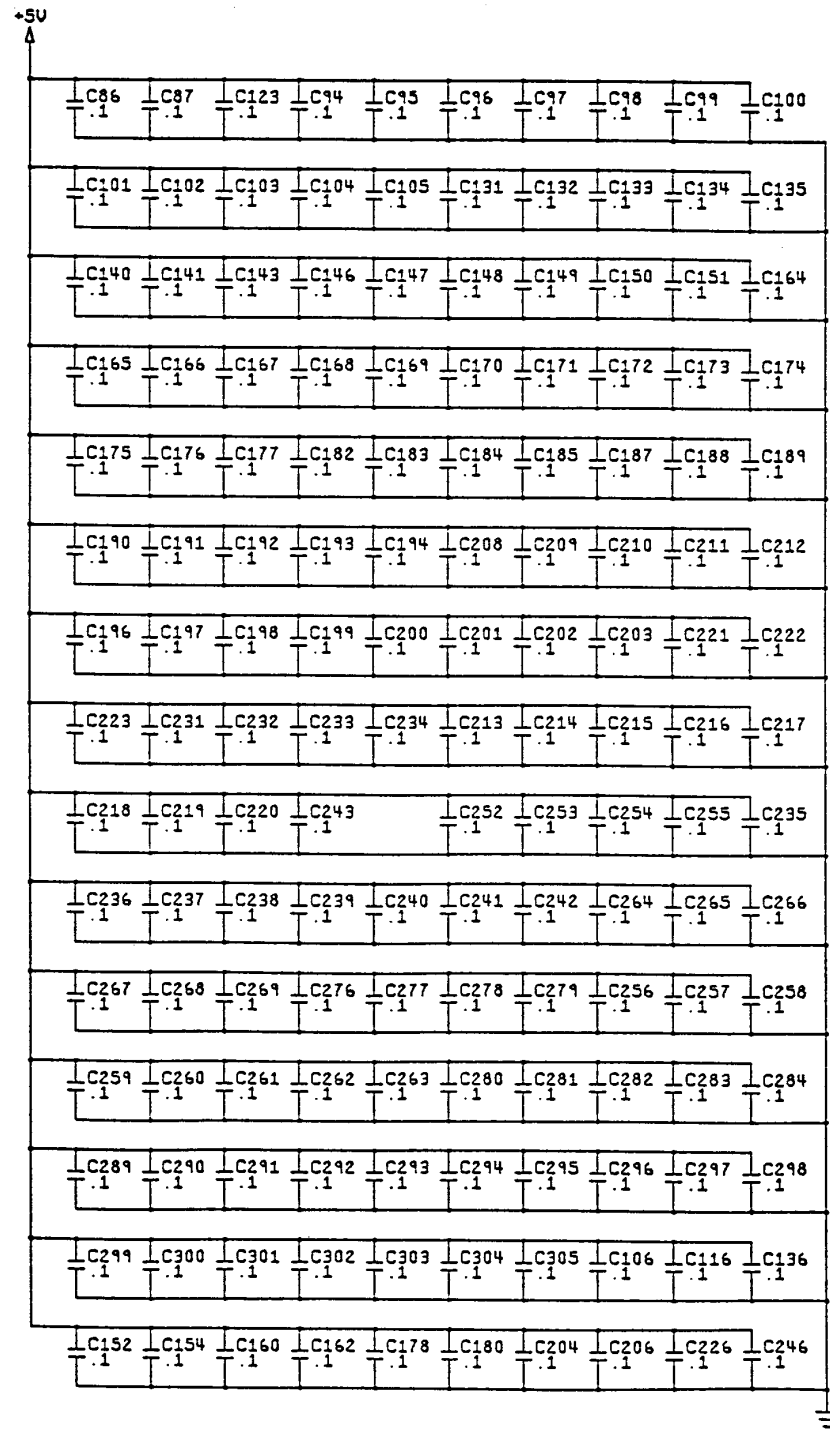 +5V
C86 C87 C123 C94 C95 C96 C97 C98 C99 C100
.1 .1 .1 .1 .1 .1 .1 .1 .1 .1
C101 C102 C103 C104 C105 C131 C132 C133 C134 C135
.1 .1 .1 .1 .1 .1 .1 .1 .1 .1
C140 C141 C143 C146 C147 C148 C149 C150 C151 C164
.1 .1 .1 .1 .1 .1 .1 .1 .1 .1
C165 C166 C167 C168 C169 C170 C171 C172 C173 C174
.1 .1 .1 .1 .1 .1 .1 .1 .1 .1
C175 C176 C177 C182 C183 C184 C185 C187 C188 C189
.1 .1 .1 .1 .1 .1 .1 .1 .1 .1
C190 C191 C192 C193 C194 C208 C209 C210 C211 C212
.1 .1 .1 .1 .1 .1 .1 .1 .1 .1
C196 C197 C198 C199 C200 C201 C202 C203 C221 C222
.1 .1 .1 .1 .1 .1 .1 .1 .1 .1
C223 C231 C232 C233 C234 C213 C214 C215 C216 C217
.1 .1 .1 .1 .1 .1 .1 .1 .1 .1
C218 C219 C220 C243 C252 C253 C254 C255 C235
.1 .1 .1 .1 .1 .1 .1 .1 .1
C236 C237 C238 C239 C240 C241 C242 C264 C265 C266
.1 .1 .1 .1 .1 .1 .1 .1 .1 .1
C267 C268 C269 C276 C277 C278 C279 C256 C257 C258
.1 .1 .1 .1 .1 .1 .1 .1 .1 .1
C259 C260 C261 C262 C263 C280 C281 C282 C283 C284
.1 .1 .1 .1 .1 .1 .1 .1 .1 .1
C289 C290 C291 C292 C293 C294 C295 C296 C297 C298
.1 .1 .1 .1 .1 .1 .1 .1 .1 .1
C299 C300 C301 C302 C303 C304 C305 C106 C116 C136
.1 .1 .1 .1 .1 .1 .1 .1 .1 .1
C152 C154 C160 C162 C178 C180 C204 C206 C226 C246
.1 .1 .1 .1 .1 .1 .1 .1 .1 .1